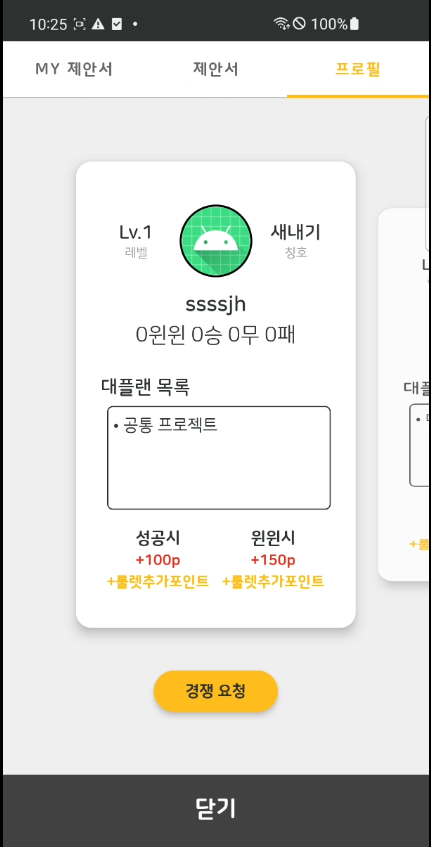 10:25 100%
MY 제안서 제안서 프로필
Lv.1 새내기
레벨 칭호
ssssjh
0윈윈 0승 0무 0패
대플랜 목록
• 공통 프로젝트
성공시 윈윈시
+100p +150p
+룰렛추가포인트 +룰렛추가포인트
경쟁 요청
닫기